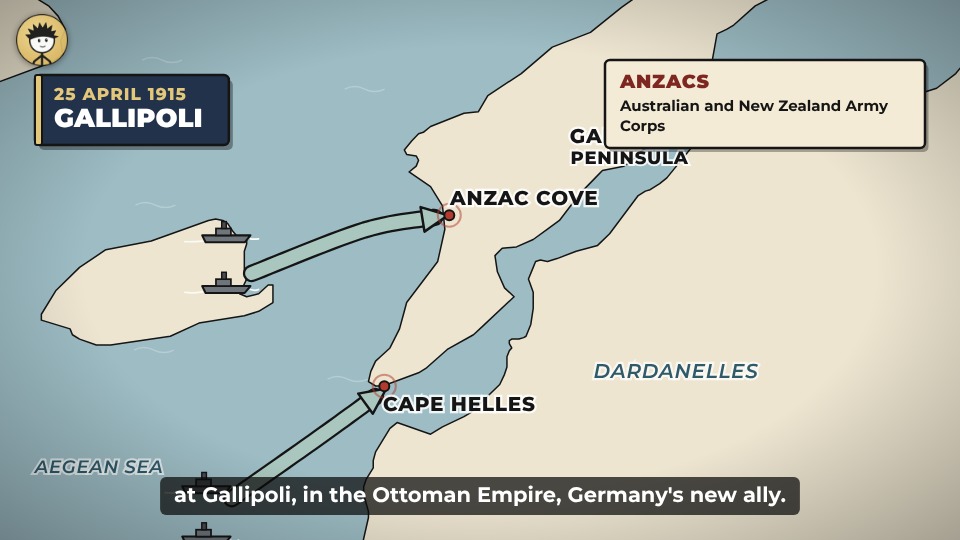 25 APRIL 1915
GALLIPOLI
ANZACS
Australian and New Zealand Army
Corps
GA
PENINSULA
ANZAC COVE
DARDANELLES
CAPE HELLES
AEGEAN SEA
at Gallipoli, in the Ottoman Empire, Germany's new ally.